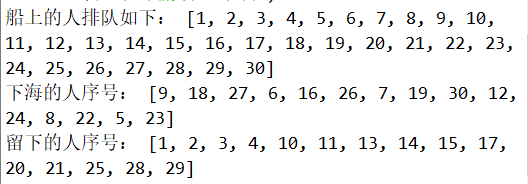 船上的人排队如下： [1, 2, 3, 4, 5, 6, 7, 8, 9, 10,
11, 12, 13, 14, 15, 16, 17, 18, 19, 20, 21, 22, 23,
24, 25, 26, 27, 28, 29, 30]
下海的人序号： [9, 18, 27, 6, 16, 26, 7, 19, 30, 12,
24, 8, 22, 5, 23]
留下的人序号： [1, 2, 3, 4, 10, 11, 13, 14, 15, 17,
20, 21, 25, 28, 29]